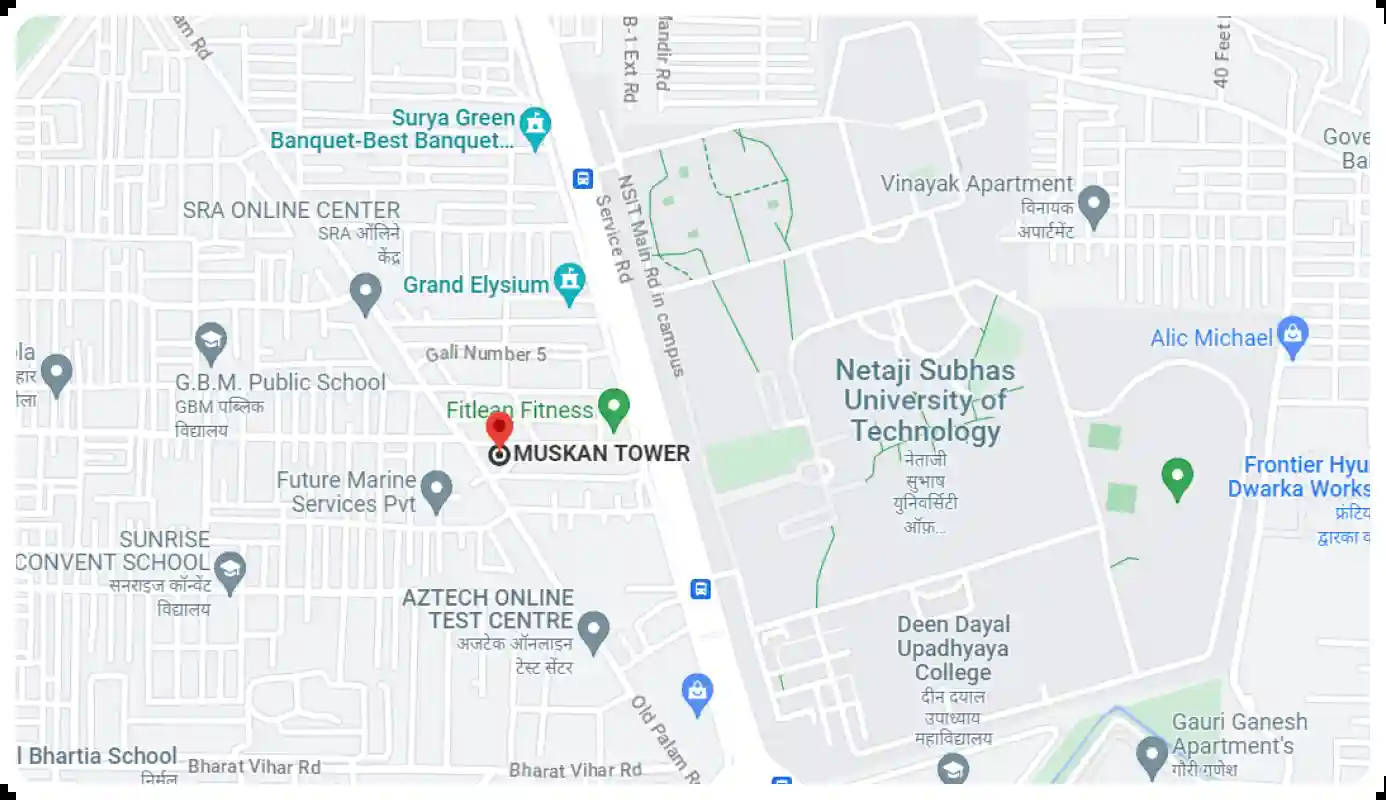 am Rd
B-1 Ext Rd
andir Rd
40 Feet
Surya Green
Banquet-Best Banquet...
NSIT Main Rd in campus
Service Rd
Gove
Ba
Vinayak Apartment
विनायक
अपार्टमेंट
SRA ONLINE CENTER
SRA ऑलिने
केंद्र
Grand Elysium
Gali Number 5
Alic Michael
la
हार
ला
G.B.M. Public School
GBM पब्लिक
विद्यालय
Netaji Subhas
University of
Technology
नेताजी
सुभाष
युनिवर्सिटी
ऑफ़...
Fitlean Fitness
MUSKAN TOWER
Future Marine
Services Pvt
Frontier Hyu
Dwarka Works
फ्रंटिय
द्वारका व
SUNRISE
CONVENT SCHOOL
सनराइज कॉन्वेंट
विद्यालय
AZTECH ONLINE
TEST CENTRE
अजटेक ऑनलाइन
टेस्ट सेंटर
Deen Dayal
Upadhyaya
College
दीन दयाल
उपाध्याय
महाविद्यालय
Old Palam R
Gauri Ganesh
Apartment's
गौरी गणेश
l Bhartia School
निर्मल
Bharat Vihar Rd
Bharat Vihar Rd